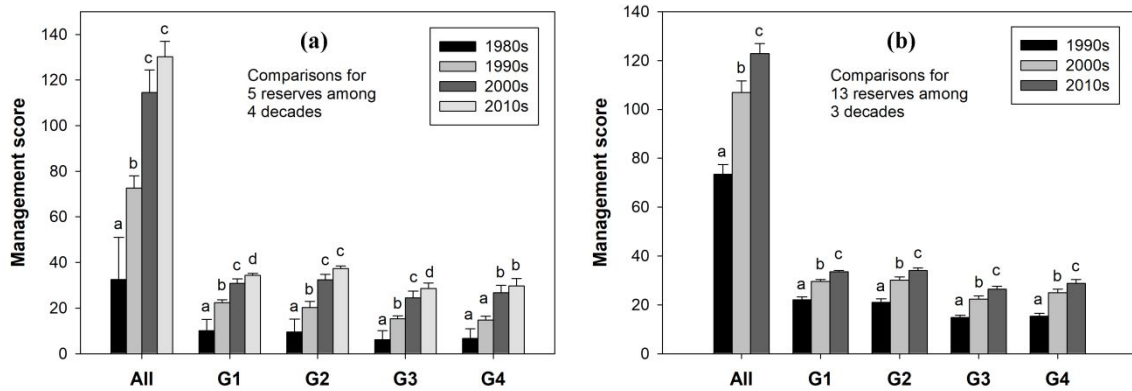 (a)
Comparisons for
5 reserves among
4 decades
1980s
1990s
2000s
2010s
Management score
140
120
100
80
60
40
20
0
a b c c
a b c d
a b c c
a b c d
a a b b
All G1 G2 G3 G4
(b)
Comparisons for
13 reserves among
3 decades
1990s
2000s
2010s
Management score
140
120
100
80
60
40
20
0
a b c
a b c
a b c
a b c
a b c
All G1 G2 G3 G4